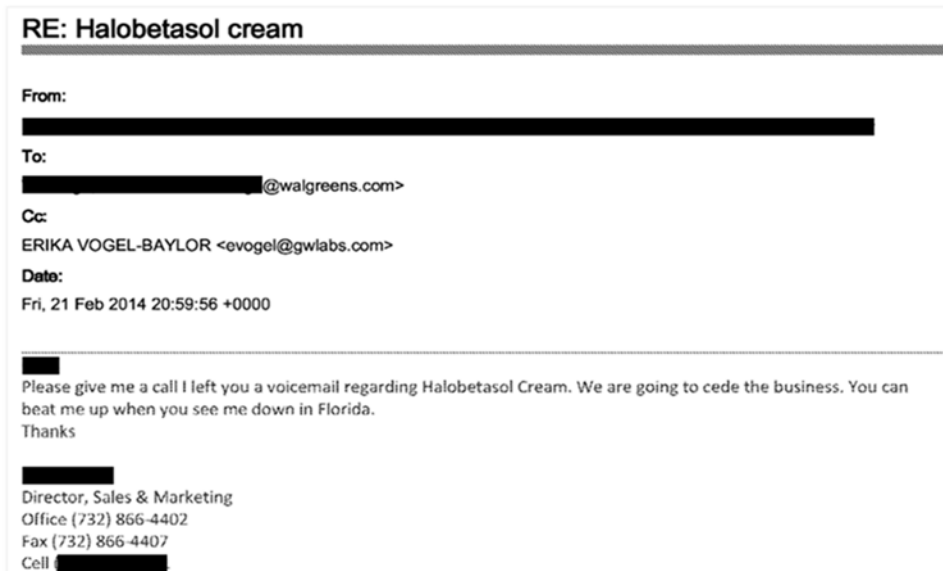 RE: Halobetasol cream
From:
To:
@walgreens.com>
Cc:
ERIKA VOGEL-BAYLOR <evogel@gwlabs.com>
Date:
Fri, 21 Feb 2014 20:59:56 +0000
Please give me a call I left you a voicemail regarding Halobetasol Cream. We are going to cede the business. You can
beat me up when you see me down in Florida.
Thanks
Director, Sales & Marketing
Office (732) 866-4402
Fax (732) 866-4407
Cell (